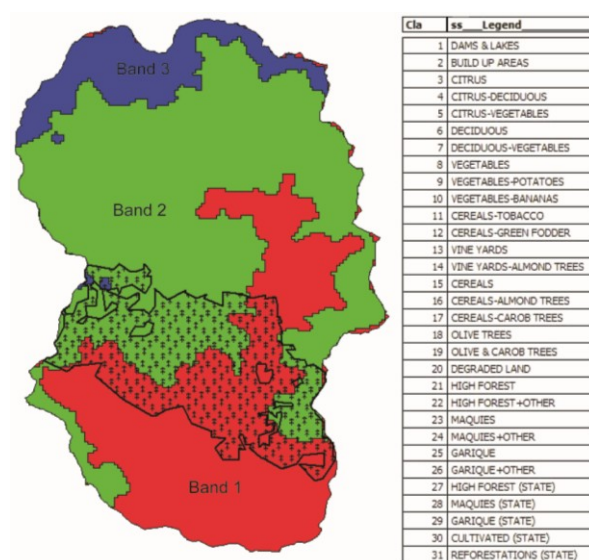 Band 3
Band 2
Band 1
Cla ss___Legend_______
1 DAMS & LAKES
2 BUILD UP AREAS
3 CITRUS
4 CITRUS-DECIDUOUS
5 CITRUS-VEGETABLES
6 DECIDUOUS
7 DECIDUOUS-VEGETABLES
8 VEGETABLES
9 VEGETABLES-POTATOES
10 VEGETABLES-BANANAS
11 CEREALS-TOBACCO
12 CEREALS-GREEN FODDER
13 VINE YARDS
14 VINE YARDS-ALMOND TREES
15 CEREALS
16 CEREALS-ALMOND TREES
17 CEREALS-CAROB TREES
18 OLIVE TREES
19 OLIVE & CAROB TREES
20 DEGRADED LAND
21 HIGH FOREST
22 HIGH FOREST+OTHER
23 MAQUIES
24 MAQUIES+OTHER
25 GARIQUE
26 GARIQUE+OTHER
27 HIGH FOREST (STATE)
28 MAQUIES (STATE)
29 GARIQUE (STATE)
30 CULTIVATED (STATE)
31 REFORESTATIONS (STATE)